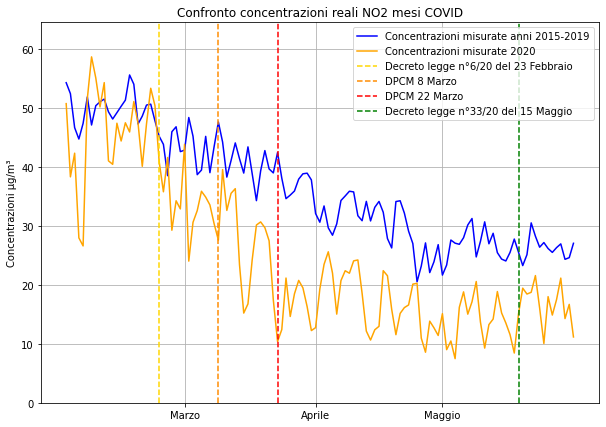 Confronto concentrazioni reali NO2 mesi COVID
Concentrazioni misurate anni 2015-2019
Concentrazioni misurate 2020
Decreto legge n°6/20 del 23 Febbraio
DPCM 8 Marzo
DPCM 22 Marzo
Decreto legge n°33/20 del 15 Maggio
Concentrazioni µg/m³
60
50
40
30
20
10
0
Marzo Aprile Maggio